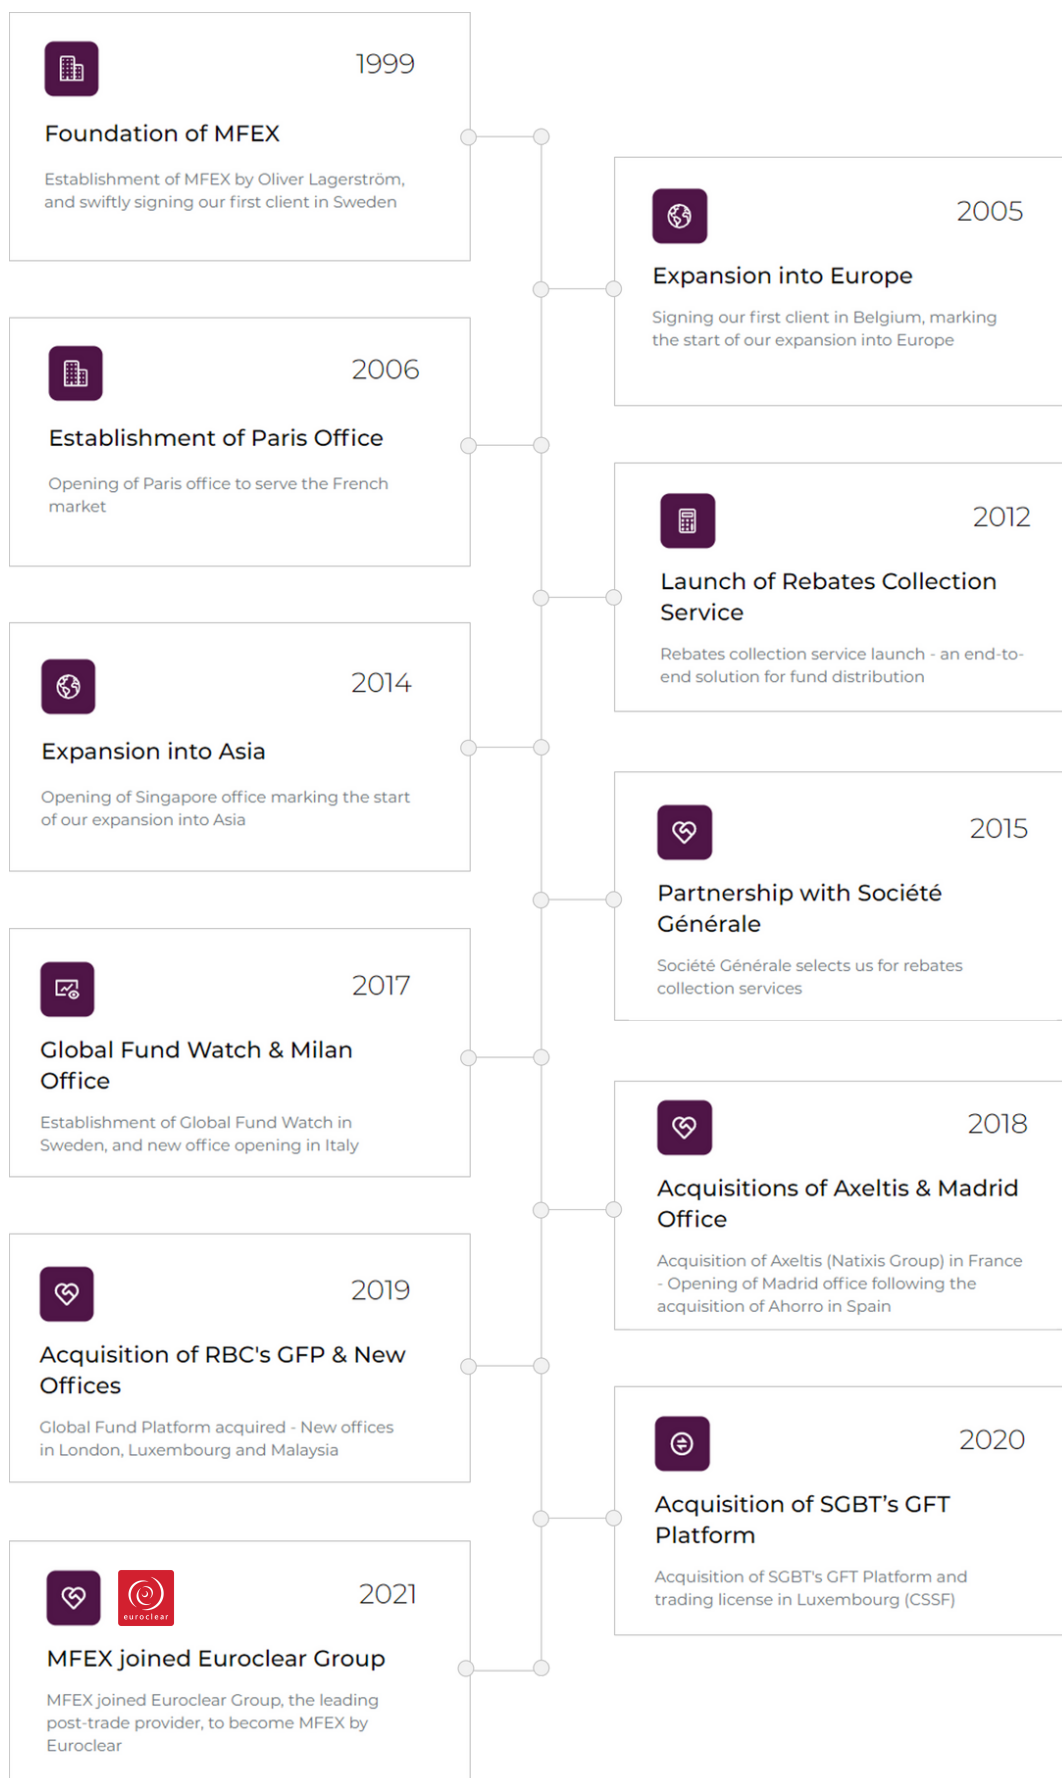 1999
Foundation of MFEX
Establishment of MFEX by Oliver Lagerström,
and swiftly signing our first client in Sweden
2005
Expansion into Europe
Signing our first client in Belgium, marking
the start of our expansion into Europe
2006
Establishment of Paris Office
Opening of Paris office to serve the French
market
2012
Launch of Rebates Collection
Service
Rebates collection service launch - an end-to-
end solution for fund distribution
2014
Expansion into Asia
Opening of Singapore office marking the start
of our expansion into Asia
2015
Partnership with Société
Générale
Société Générale selects us for rebates
collection services
2017
Global Fund Watch & Milan
Office
Establishment of Global Fund Watch in
Sweden, and new office opening in Italy
2018
Acquisitions of Axeltis & Madrid
Office
Acquisition of Axeltis (Natixis Group) in France
- Opening of Madrid office following the
acquisition of Ahorro in Spain
2019
Acquisition of RBC's GFP & New
Offices
Global Fund Platform acquired - New offices
in London, Luxembourg and Malaysia
2020
Acquisition of SGBT’s GFT
Platform
Acquisition of SGBT's GFT Platform and
trading license in Luxembourg (CSSF)
euroclear
2021
MFEX joined Euroclear Group
MFEX joined Euroclear Group, the leading
post-trade provider, to become MFEX by
Euroclear